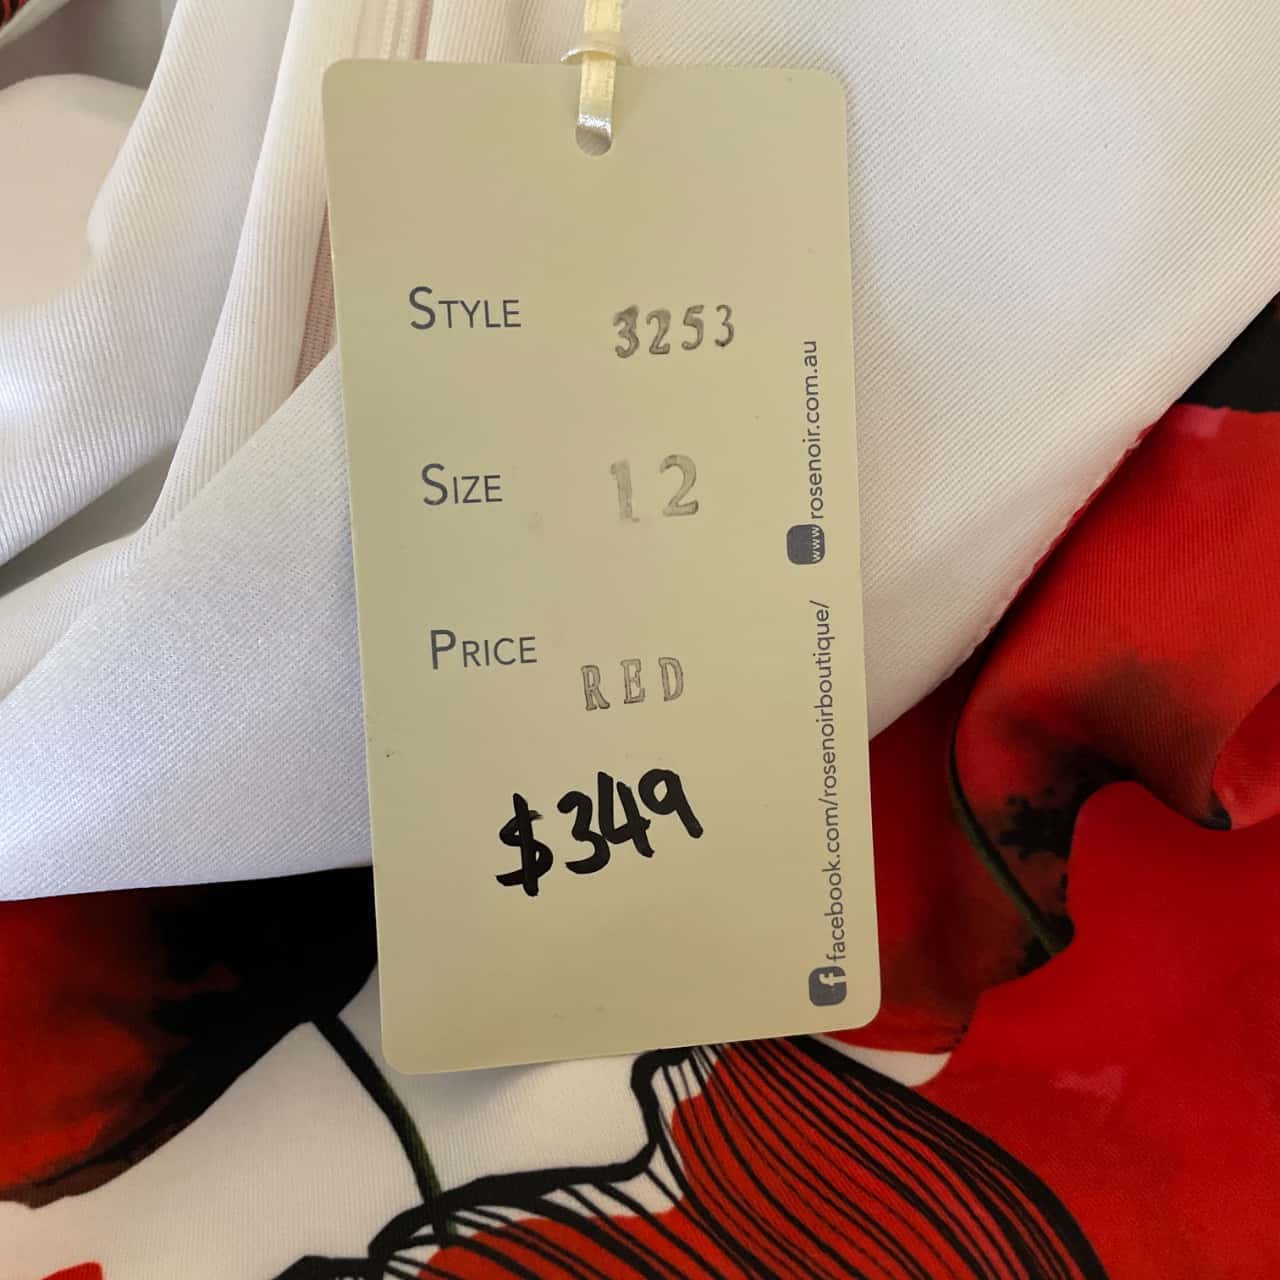 STYLE 3253
SIZE 12
PRICE RED
$349
www rosenoir.com.au
f facebook.com/rosenoirboutique/